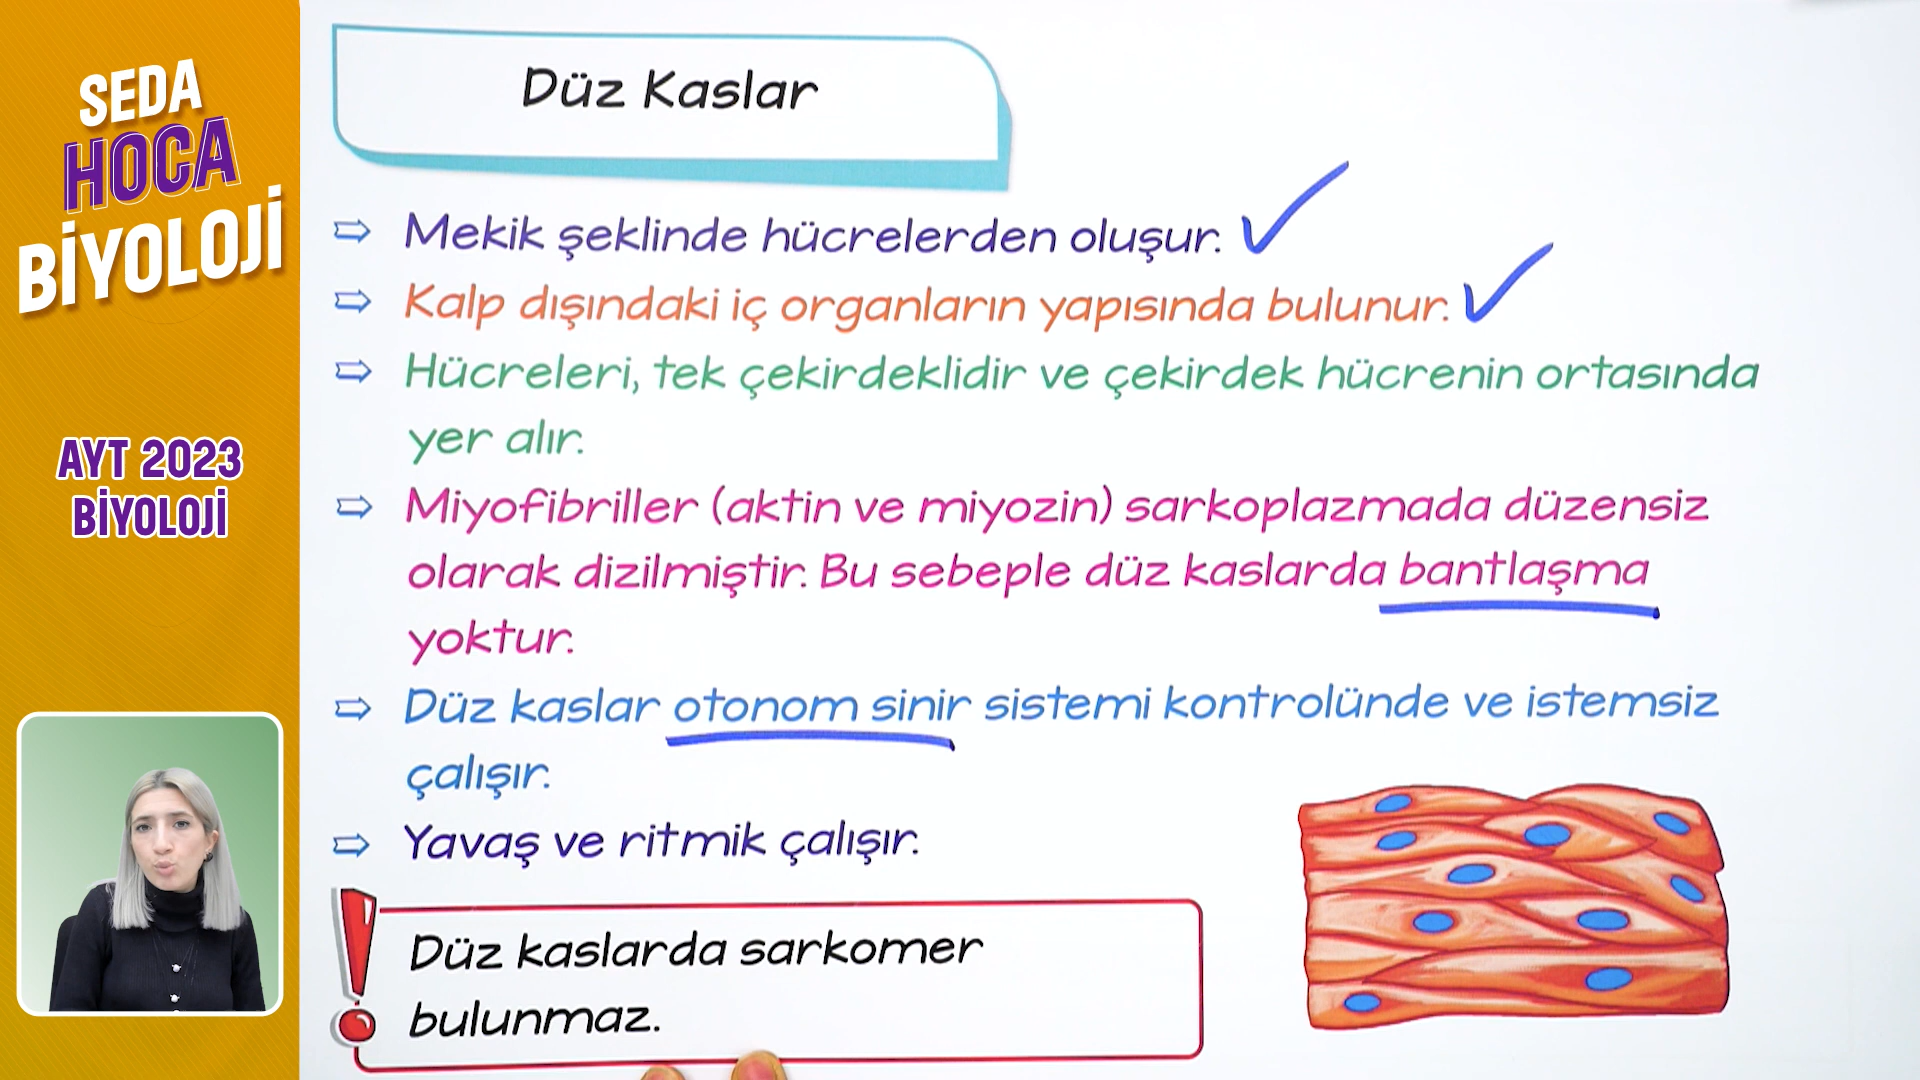 SEDA
HOCA
BİYOLOJİ
AYT 2023
BİYOLOJİ
Düz Kaslar
Mekik şeklinde hücrelerden oluşur.
Kalp dışındaki iç organların yapısında bulunur.
Hücreleri, tek çekirdeklidir ve çekirdek hücrenin ortasında
yer alır.
Miyofibriller (aktin ve miyozin) sarkoplazmada düzensiz
olarak dizilmiştir. Bu sebeple düz kaslarda bantlaşma
yoktur.
Düz kaslar otonom sinir sistemi kontrolünde ve istemsiz
çalışır.
Yavaş ve ritmik çalışır.
Düz kaslarda sarkomer
bulunmaz.